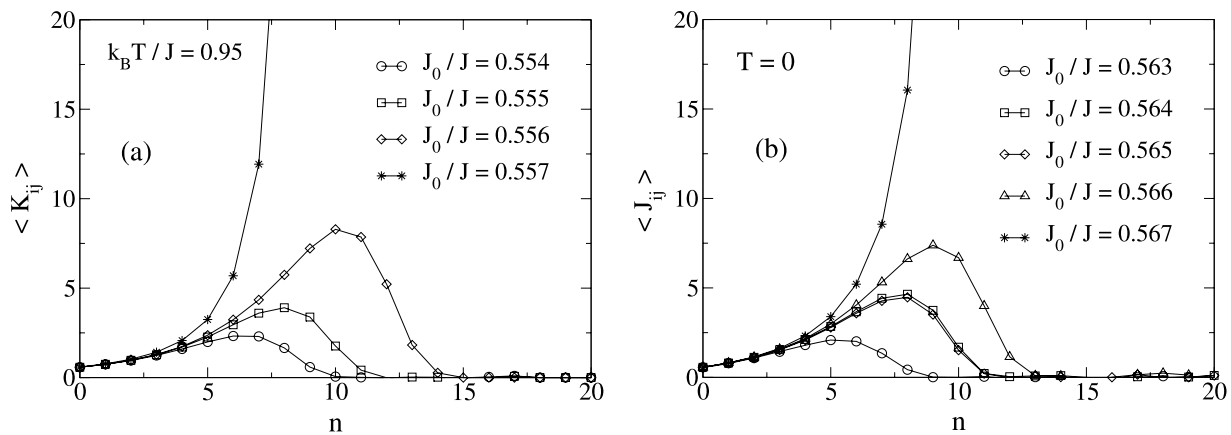 20
15
10
5
0
< K_ij >
k_B T / J = 0.95
(a)
J_0 / J = 0.554
J_0 / J = 0.555
J_0 / J = 0.556
J_0 / J = 0.557
0 5 10 15 20
n
20
15
10
5
0
< J_ij >
T = 0
(b)
J_0 / J = 0.563
J_0 / J = 0.564
J_0 / J = 0.565
J_0 / J = 0.566
J_0 / J = 0.567
0 5 10 15 20
n